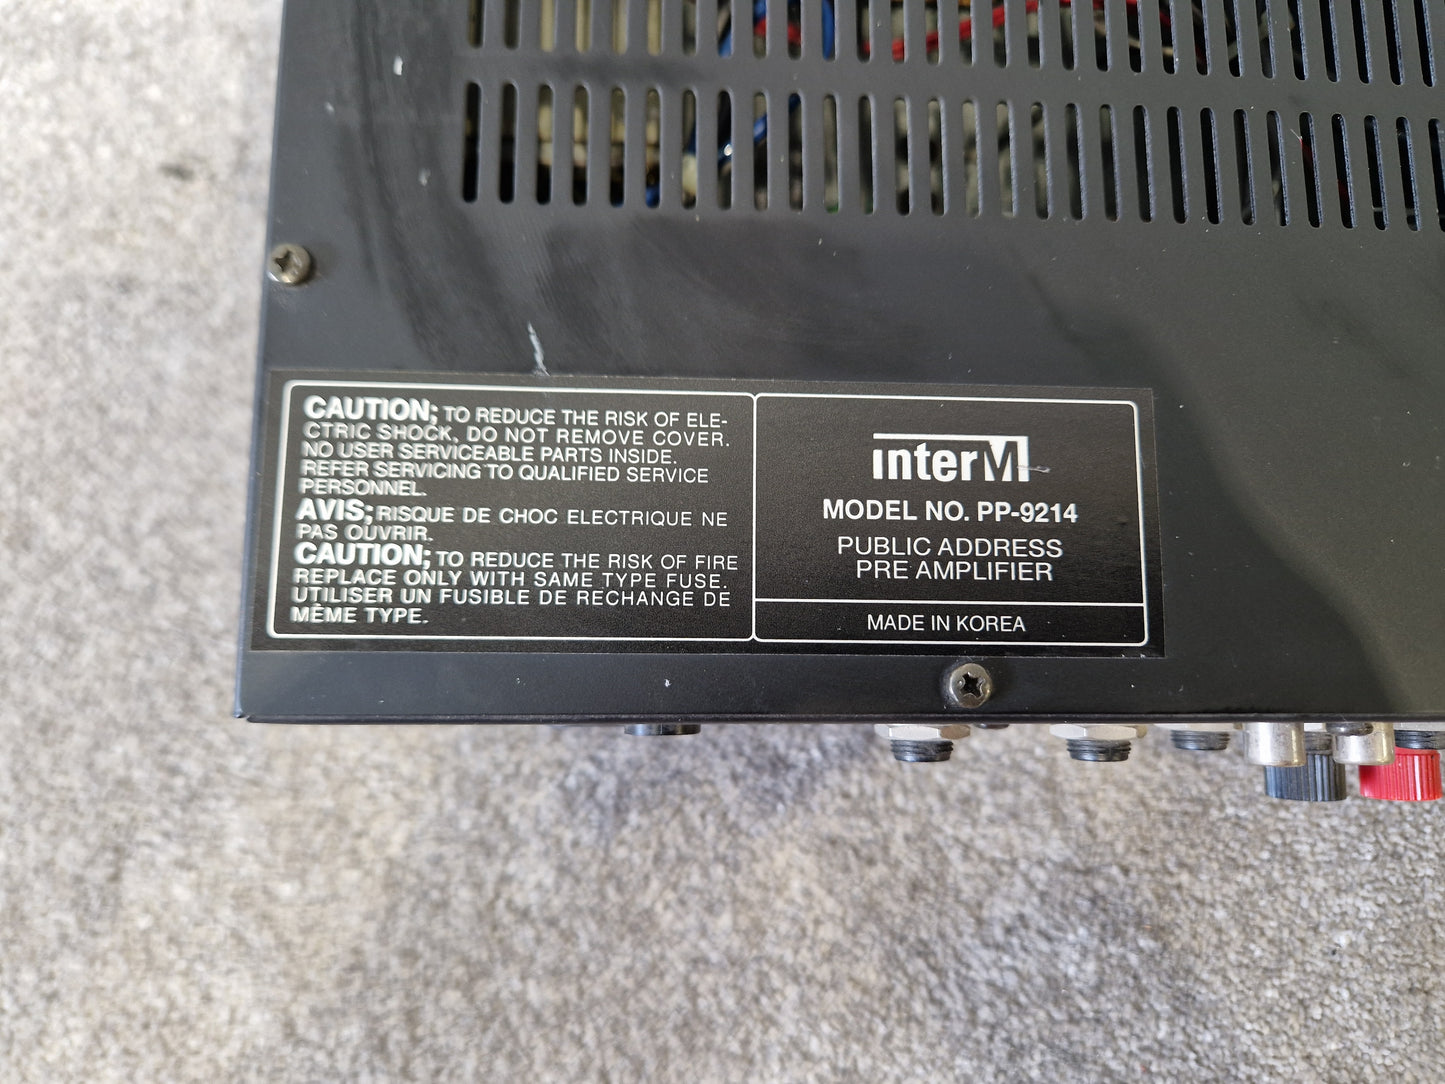 CAUTION; TO REDUCE THE RISK OF ELE-
CTRIC SHOCK, DO NOT REMOVE COVER.
NO USER SERVICEABLE PARTS INSIDE.
REFER SERVICING TO QUALIFIED SERVICE
PERSONNEL.
AVIS; RISQUE DE CHOC ELECTRIQUE NE
PAS OUVRIR.
CAUTION; TO REDUCE THE RISK OF FIRE
REPLACE ONLY WITH SAME TYPE FUSE.
UTILISER UN FUSIBLE DE RECHANGE DE
MÈME TYPE.
interM
MODEL NO. PP-9214
PUBLIC ADDRESS
PRE AMPLIFIER
MADE IN KOREA